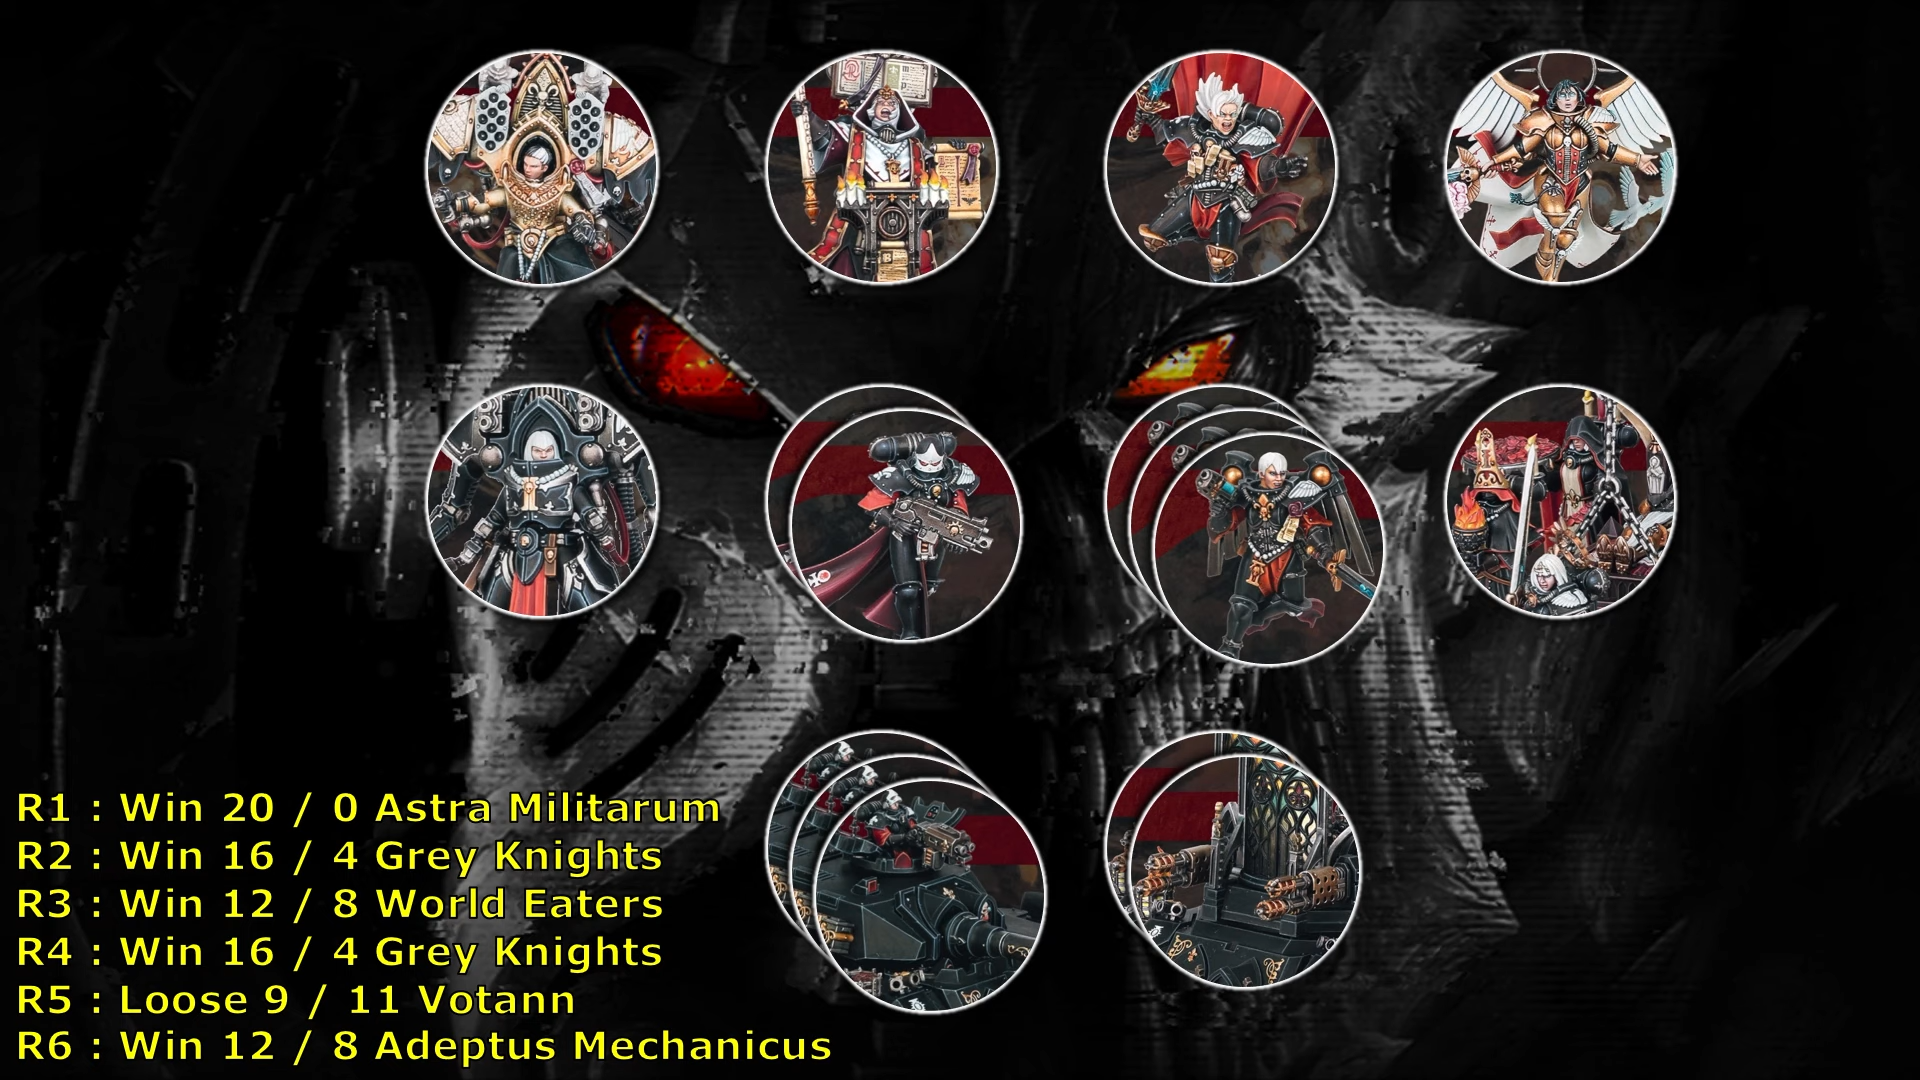 R1 : Win 20 / 0 Astra Militarum
R2 : Win 16 / 4 Grey Knights
R3 : Win 12 / 8 World Eaters
R4 : Win 16 / 4 Grey Knights
R5 : Loose 9 / 11 Votann
R6 : Win 12 / 8 Adeptus Mechanicus